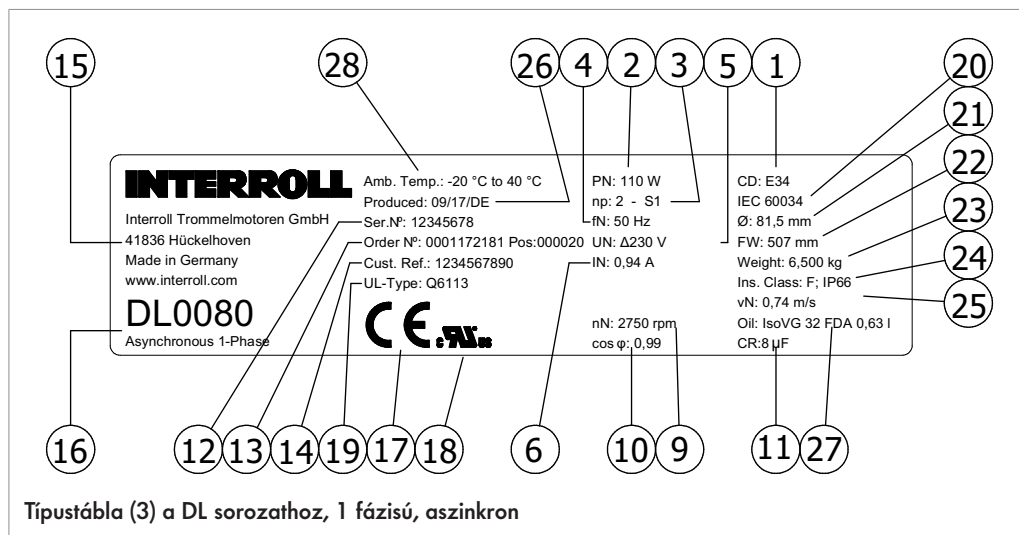 15 28 26 4 2 3 5 1 20
21
22
23
24
25
INTERROLL
Interroll Trommelmotoren GmbH
41836 Hückelhoven
Made in Germany
www.interroll.com
DL0080
Asynchronous 1-Phase
Amb. Temp.: -20 °C to 40 °C
Produced: 09/17/DE
Ser.Nº: 12345678
Order Nº: 0001172181 Pos:000020
Cust. Ref.: 1234567890
UL-Type: Q6113
CE c RU us
PN: 110 W
np: 2 - S1
fN: 50 Hz
UN: Δ230 V
IN: 0,94 A
nN: 2750 rpm
cos φ: 0,99
CD: E34
IEC 60034
Ø: 81,5 mm
FW: 507 mm
Weight: 6,500 kg
Ins. Class: F; IP66
vN: 0,74 m/s
Oil: IsoVG 32 FDA 0,63 l
CR:8 µF
16 12 13 14 19 17 18 6 10 9 11 27
Típustábla (3) a DL sorozathoz, 1 fázisú, aszinkron